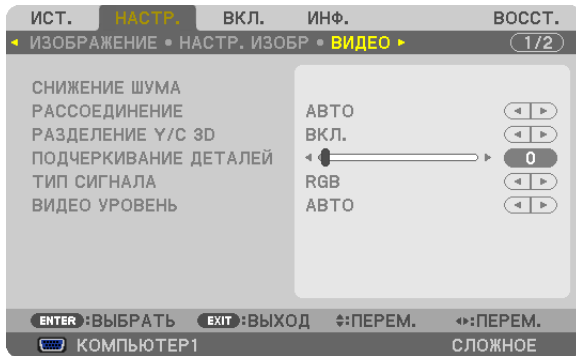 ИСТ. НАСТР. ВКЛ. ИНФ. ВОССТ.
ИЗОБРАЖЕНИЕ • НАСТР. ИЗОБР • ВИДЕО 1/2
СНИЖЕНИЕ ШУМА
РАССОЕДИНЕНИЕ АВТО
РАЗДЕЛЕНИЕ Y/C 3D ВКЛ.
ПОДЧЕРКИВАНИЕ ДЕТАЛЕЙ 0
ТИП СИГНАЛА RGB
ВИДЕО УРОВЕНЬ АВТО
ENTER :ВЫБРАТЬ EXIT :ВЫХОД :ПЕРЕМ. :ПЕРЕМ.
КОМПЬЮТЕР1 СЛОЖНОЕ